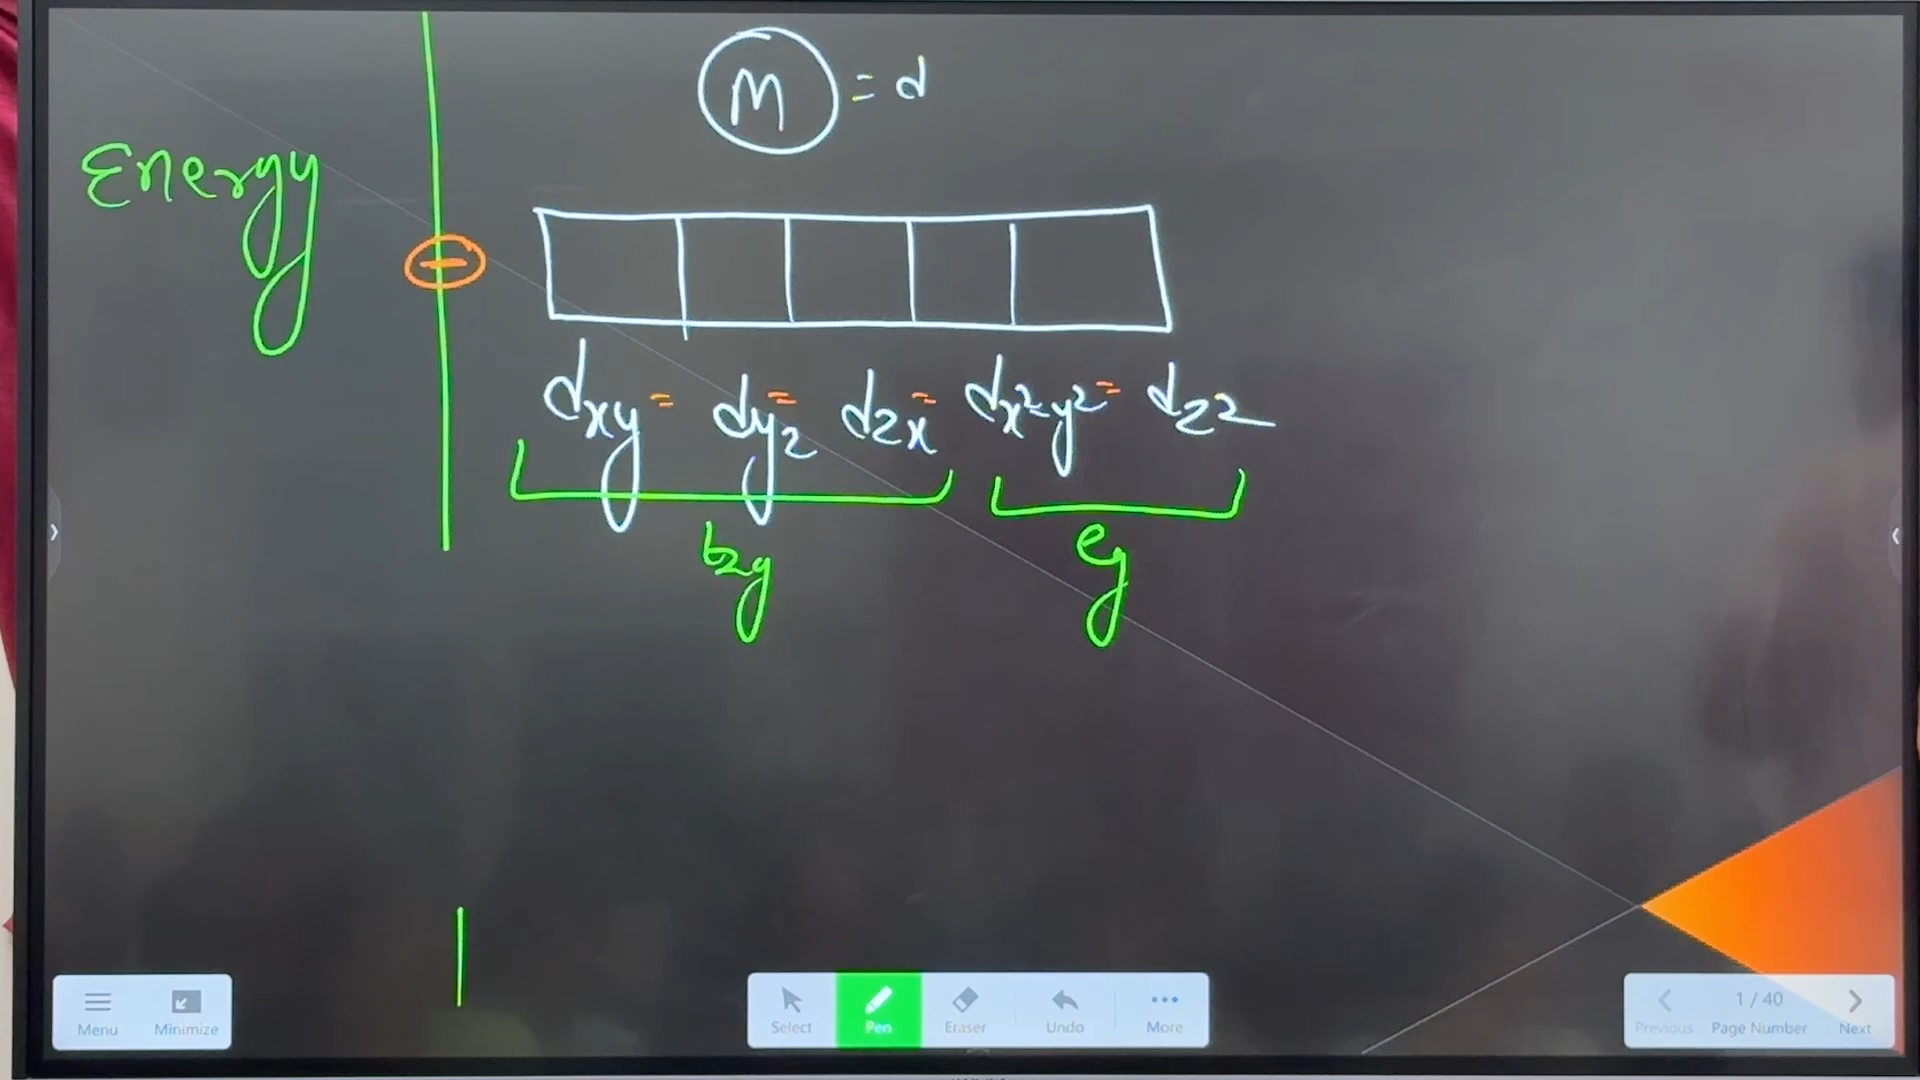 M = d
Energy
dxy = dyz = dzx = dx²-y² = dz²
t2g eg
Menu Minimize Select Pen Eraser Undo More Previous 1 / 40 Page Number Next